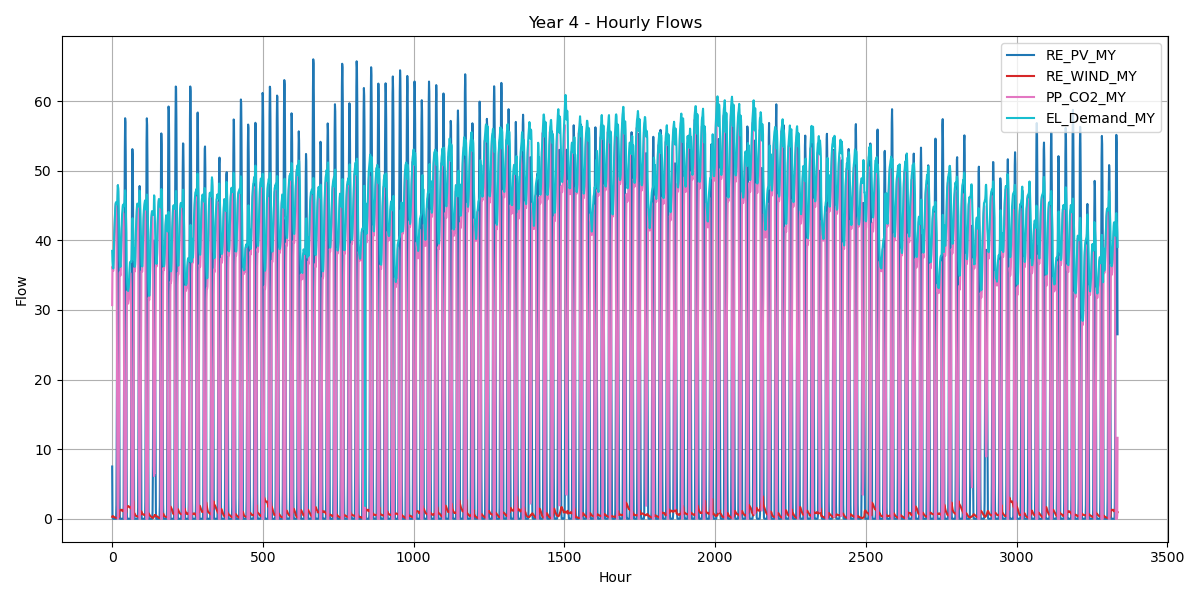 Year 4 - Hourly Flows
RE_PV_MY
RE_WIND_MY
PP_CO2_MY
EL_Demand_MY
Flow
60
50
40
30
20
10
0
0 500 1000 1500 2000 2500 3000 3500
Hour